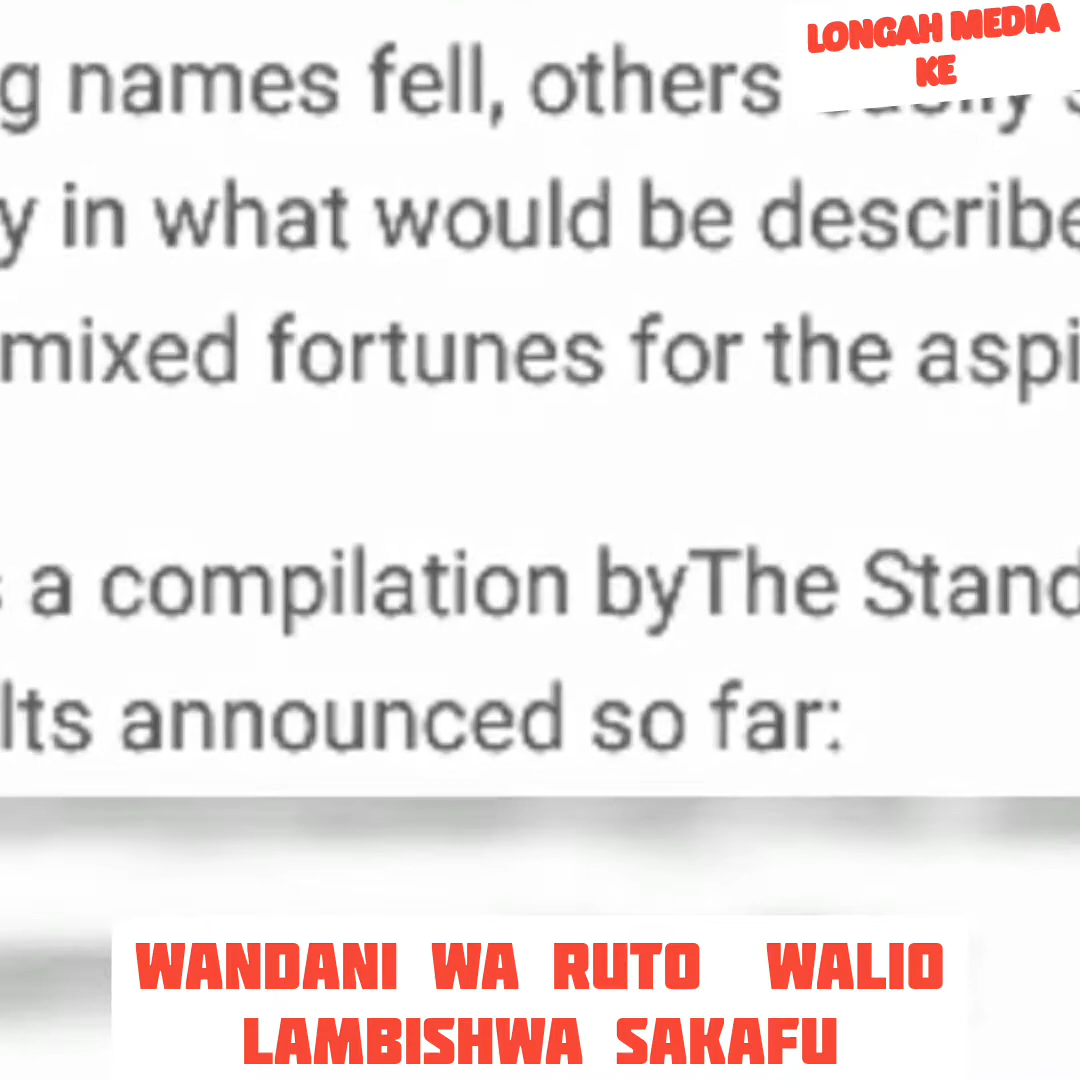 LONGAH MEDIA
KE
g names fell, others
y in what would be describe
mixed fortunes for the aspi
a compilation byThe Stand
lts announced so far:
WANDANI WA RUTO WALIO
LAMBISHWA SAKAFU